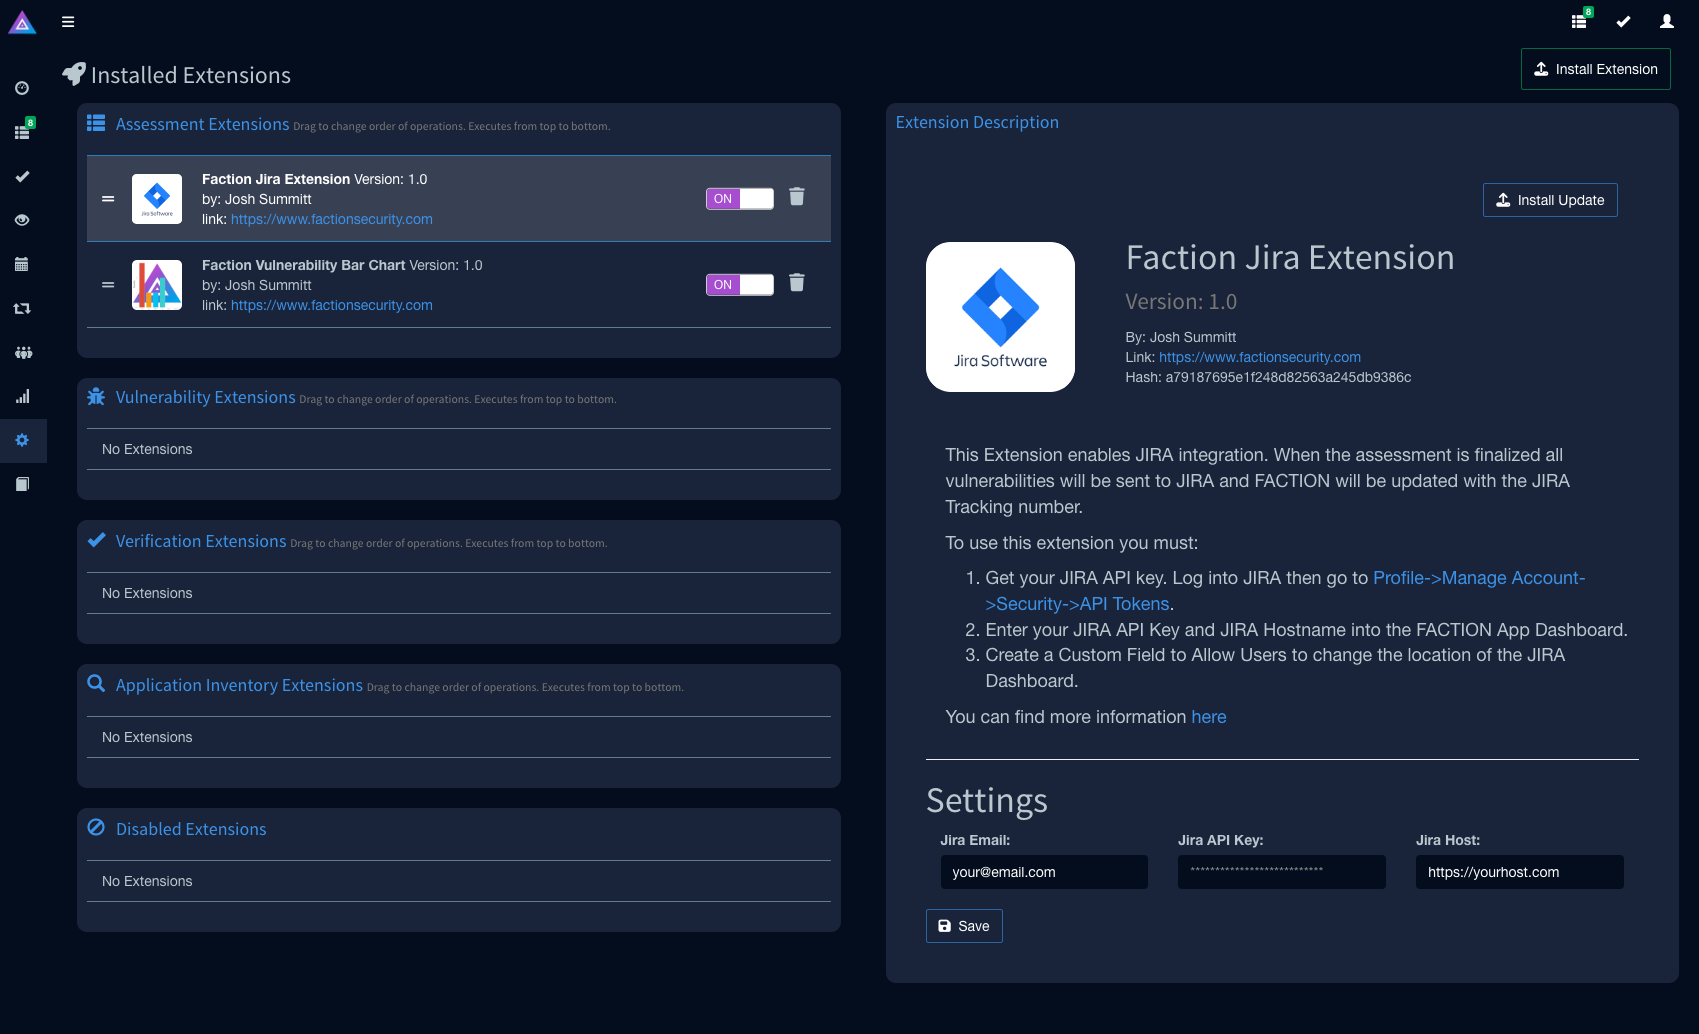 8
Installed Extensions
Install Extension
8
Assessment Extensions Drag to change order of operations. Executes from top to bottom.
Jira Software
Faction Jira Extension Version: 1.0
by: Josh Summitt
link: https://www.factionsecurity.com
ON
Faction Vulnerability Bar Chart Version: 1.0
by: Josh Summitt
link: https://www.factionsecurity.com
ON
Vulnerability Extensions Drag to change order of operations. Executes from top to bottom.
No Extensions
Verification Extensions Drag to change order of operations. Executes from top to bottom.
No Extensions
Application Inventory Extensions Drag to change order of operations. Executes from top to bottom.
No Extensions
Disabled Extensions
No Extensions
Extension Description
Install Update
Jira Software
Faction Jira Extension
Version: 1.0
By: Josh Summitt
Link: https://www.factionsecurity.com
Hash: a79187695e1f248d82563a245db9386c
This Extension enables JIRA integration. When the assessment is finalized all
vulnerabilities will be sent to JIRA and FACTION will be updated with the JIRA
Tracking number.
To use this extension you must:
1. Get your JIRA API key. Log into JIRA then go to Profile->Manage Account-
>Security->API Tokens.
2. Enter your JIRA API Key and JIRA Hostname into the FACTION App Dashboard.
3. Create a Custom Field to Allow Users to change the location of the JIRA
Dashboard.
You can find more information here
Settings
Jira Email: Jira API Key: Jira Host:
your@email.com *************************** https://yourhost.com
Save